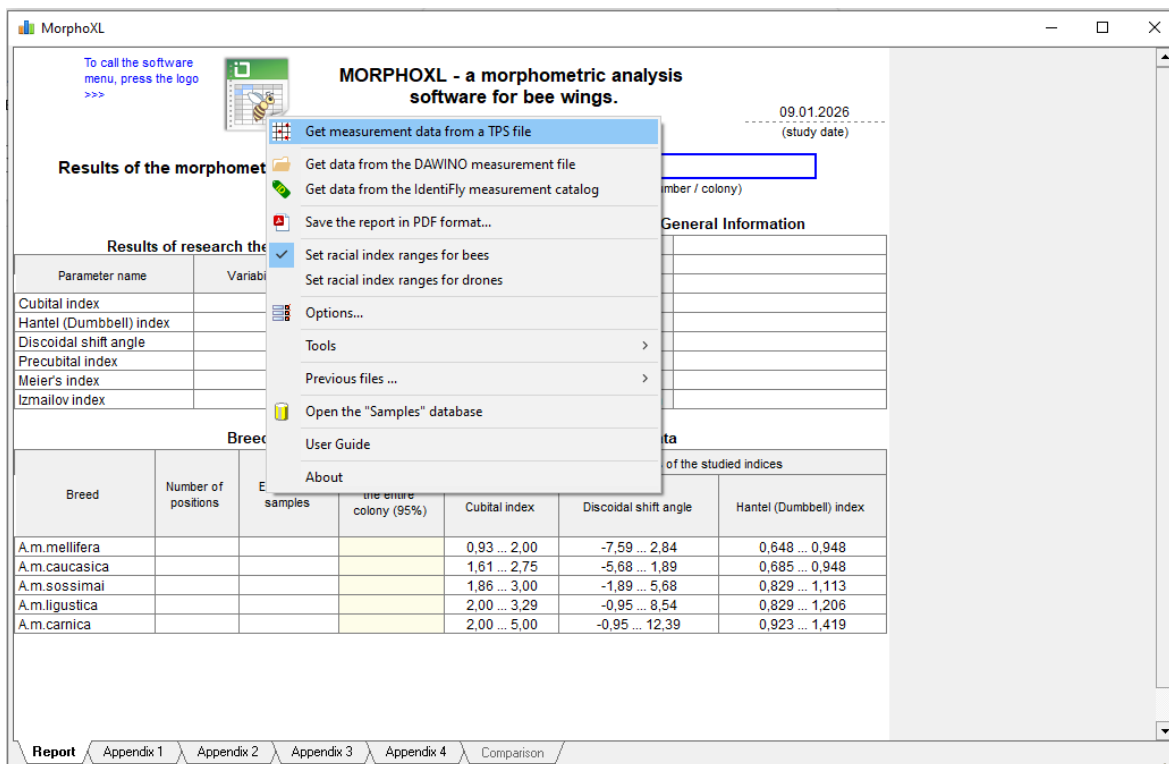 MorphoXL
To call the software
menu, press the logo
>>>
MORPHOXL - a morphometric analysis
software for bee wings.
09.01.2026
(study date)
Get measurement data from a TPS file
Get data from the DAWINO measurement file
Get data from the IdentiFly measurement catalog
Save the report in PDF format...
Set racial index ranges for bees
Set racial index ranges for drones
Options...
Tools
Previous files ...
Open the "Samples" database
User Guide
About
Results of the
/ colony)
General Information
Results of research
Parameter name
Cubital index
Hantel (Dumbbell) index
Discoidal shift angle
Precubital index
Meier's index
Izmailov index
Breed
Number of
positions
samples
the entire
colony (95%)
of the studied indices
Cubital index
Discoidal shift angle
Hantel (Dumbbell) index
A.m.mellifera 0,93 ... 2,00 -7,59 ... 2,84 0,648 ... 0,948
A.m.caucasica 1,61 ... 2,75 -5,68 ... 1,89 0,685 ... 0,948
A.m.sossimai 1,86 ... 3,00 -1,89 ... 5,68 0,829 ... 1,113
A.m.ligustica 2,00 ... 3,29 -0,95 ... 8,54 0,829 ... 1,206
A.m.carnica 2,00 ... 5,00 -0,95 ... 12,39 0,923 ... 1,419
Report Appendix 1 Appendix 2 Appendix 3 Appendix 4 Comparison